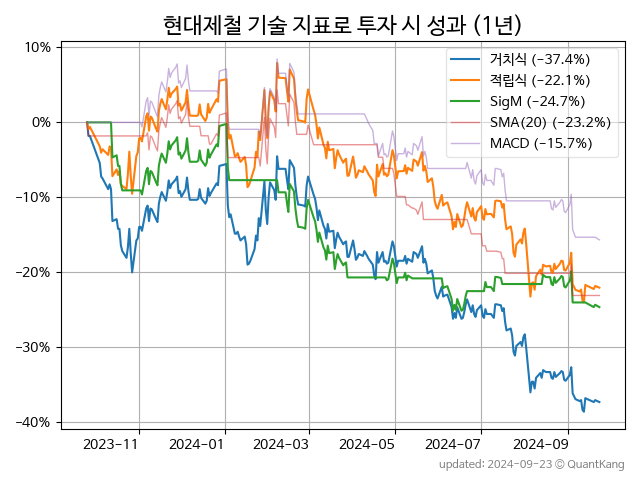 현대제철 기술 지표로 투자 시 성과 (1년)
10%
0%
−10%
−20%
−30%
−40%
거치식 (−37.4%)
적립식 (−22.1%)
SigM (−24.7%)
SMA(20) (−23.2%)
MACD (−15.7%)
2023−11 2024−01 2024−03 2024−05 2024−07 2024−09
updated: 2024−09−23 © QuantKang